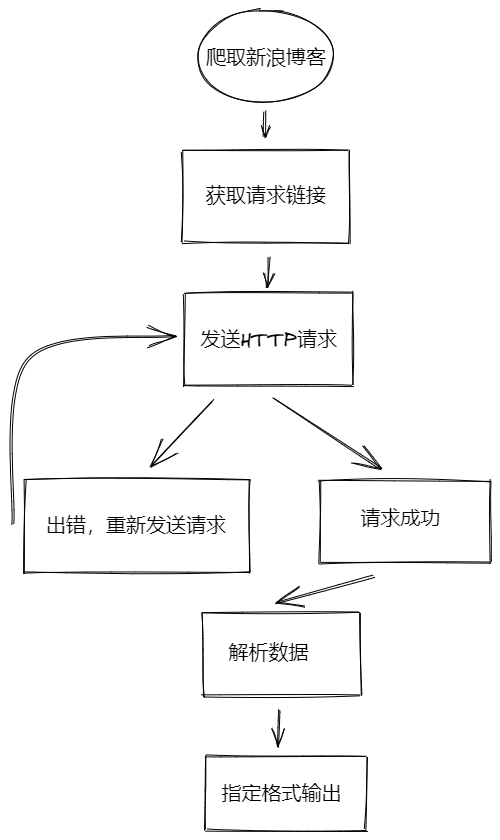 爬取新浪博客
获取请求链接
发送HTTP请求
出错，重新发送请求
请求成功
解析数据
指定格式输出